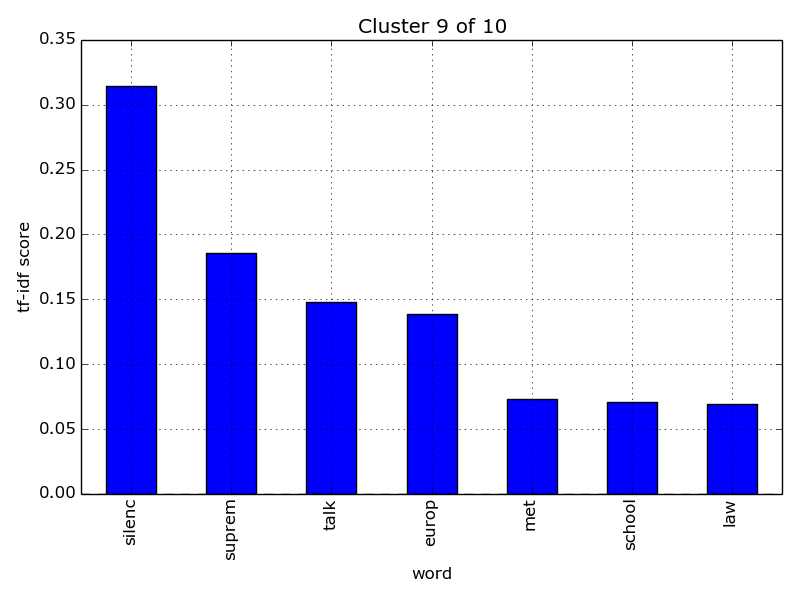 Cluster 9 of 10
0.35
0.30
0.25
0.20
0.15
0.10
0.05
0.00
tf-idf score
silenc
suprem
talk
europ
met
school
law
word